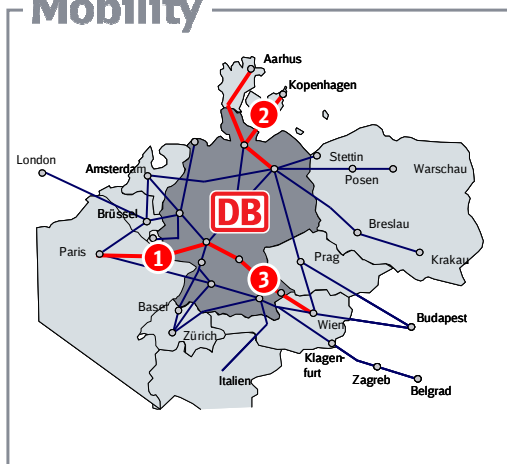 Mobility
Aarhus
Kopenhagen
2
London
Amsterdam
Stettin
Posen
Warschau
Brüssel
DB
Breslau
Paris
1
Prag
Krakau
3
Basel
Zürich
Wien
Budapest
Italien
Klagen-
furt
Zagreb
Belgrad